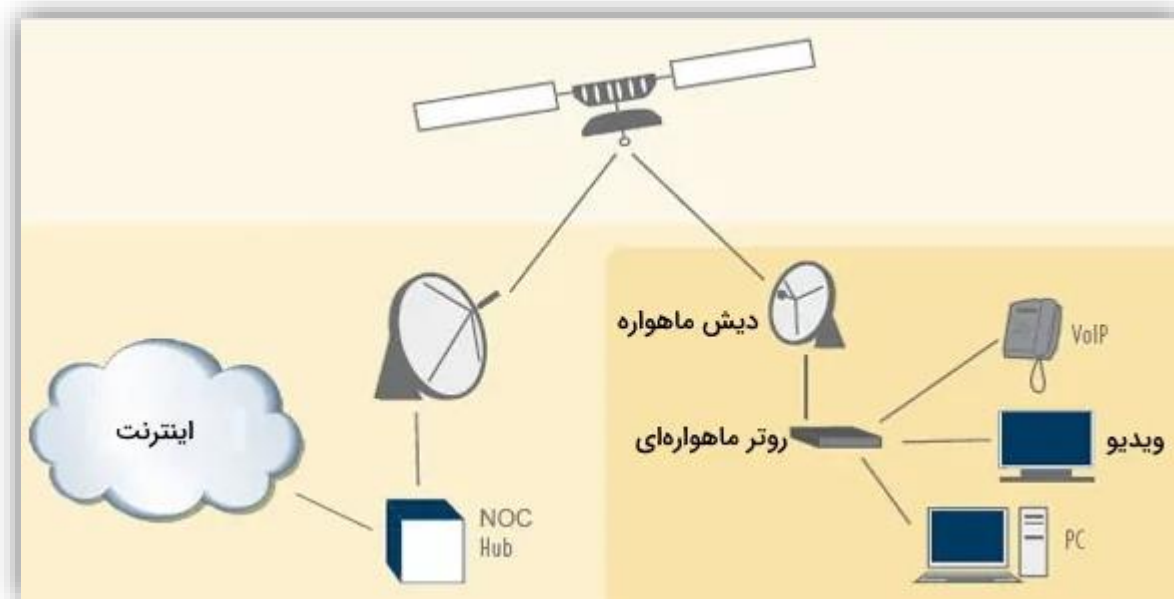 دیش ماهواره
VoIP
اینترنت
روتر ماهواره‌ای
ویدیو
NOC
Hub
PC